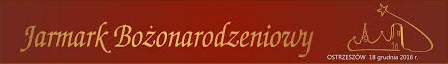 Jarmark Bożonarodzeniowy
OSTRZESZÓW 18 grudnia 2016 r.